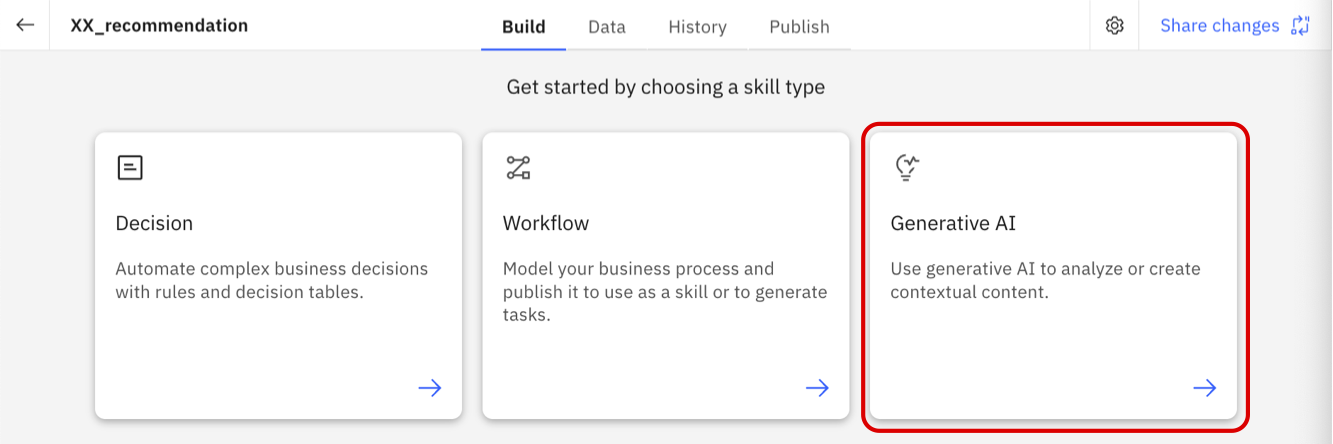 XX_recommendation
Build
Data
History
Publish
Share changes
Get started by choosing a skill type
Decision
Automate complex business decisions
with rules and decision tables.
Workflow
Model your business process and
publish it to use as a skill or to generate
tasks.
Generative AI
Use generative AI to analyze or create
contextual content.